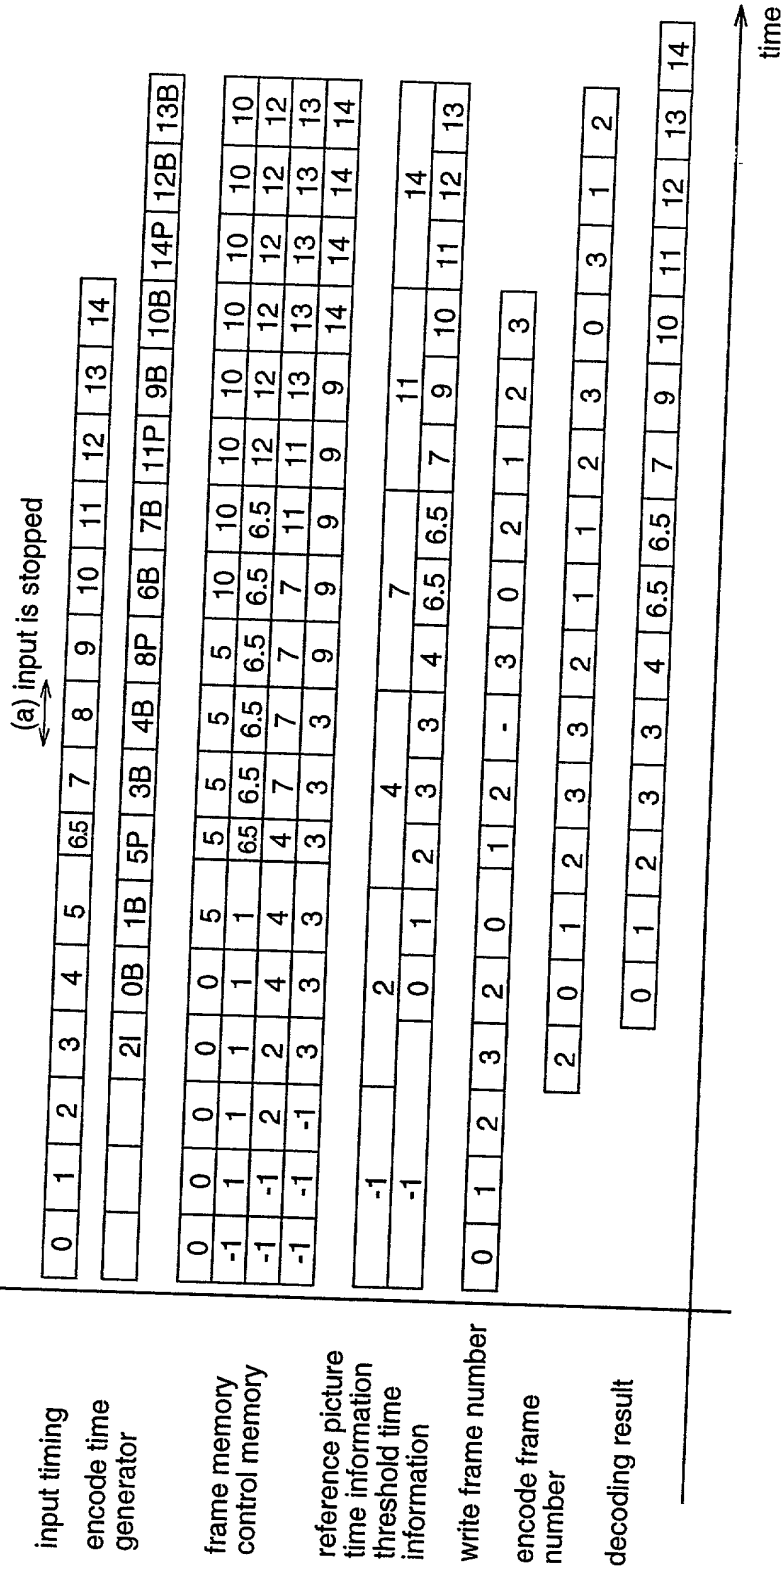 (a) input is stopped
input timing 0 1 2 3 4 5 6.5 7 8 9 10 11 12 13 14
encode time generator 2I 0B 1B 5P 3B 4B 8P 6B 7B 11P 9B 10B 14P 12B 13B
frame memory control memory
0 0 0 0 0 5 5 5 5 5 10 10 10 10 10 10 10 10
-1 1 1 1 1 1 6.5 6.5 6.5 6.5 6.5 6.5 12 12 12 12 12 12
-1 -1 2 2 4 4 4 7 7 7 7 11 11 13 13 13 13 13
-1 -1 -1 3 3 3 3 3 3 9 9 9 9 9 14 14 14 14
reference picture time information -1 2 4 7 11 14
threshold time information -1 0 1 2 3 3 4 6.5 6.5 7 9 10 11 12 13
write frame number 0 1 2 3 2 0 1 2 - 3 0 2 1 2 3
encode frame number 2 0 1 2 3 3 2 1 1 2 3 0 3 1 2
decoding result 0 1 2 3 3 4 6.5 6.5 7 9 10 11 12 13 14
time